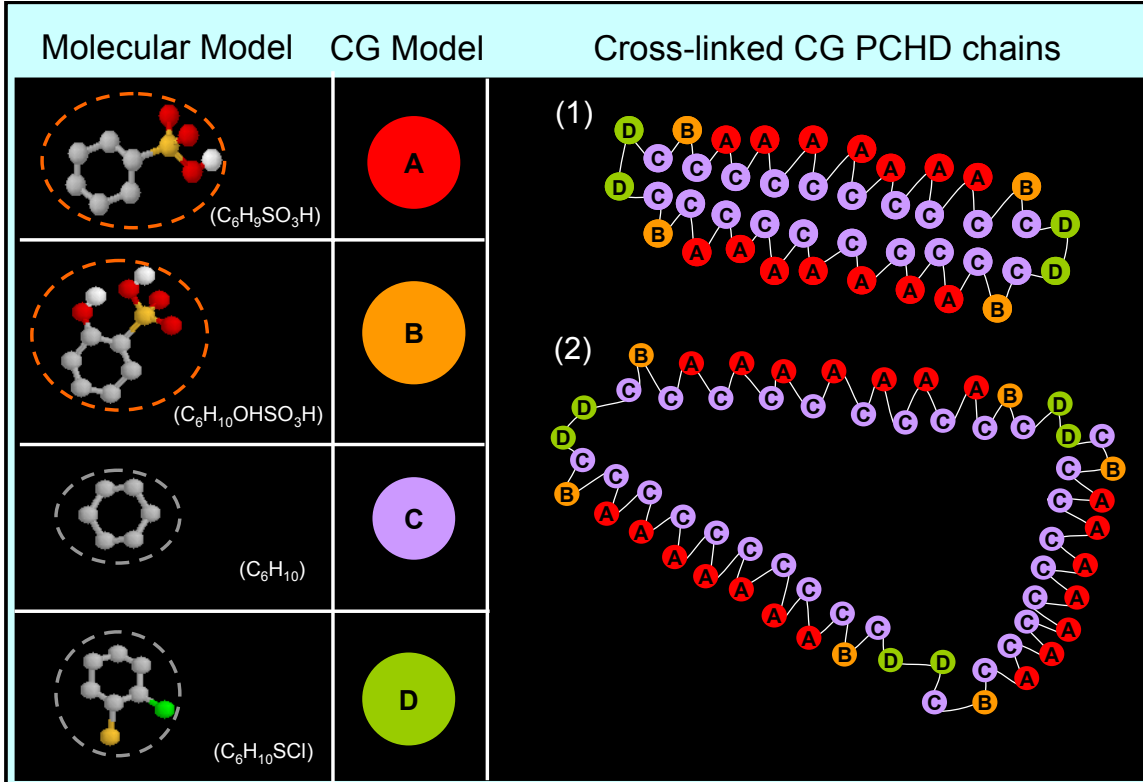 Molecular Model
CG Model
Cross-linked CG PCHD chains
(C₆H₉SO₃H)
A
(C₆H₁₀OHSO₃H)
B
(C₆H₁₀)
C
(C₆H₁₀SCl)
D
(1)
D B A A A A A A A B
C C C C C C C C C C D
D C C C C C C C C C C D
B A A A A A A A B
(2)
B A A A A A A A B D
D C C C C C C C C C C D
D C C C C C C C C C C D D
B A A A A A A A B
C C C C C C C C C C
B A A A A A A A B